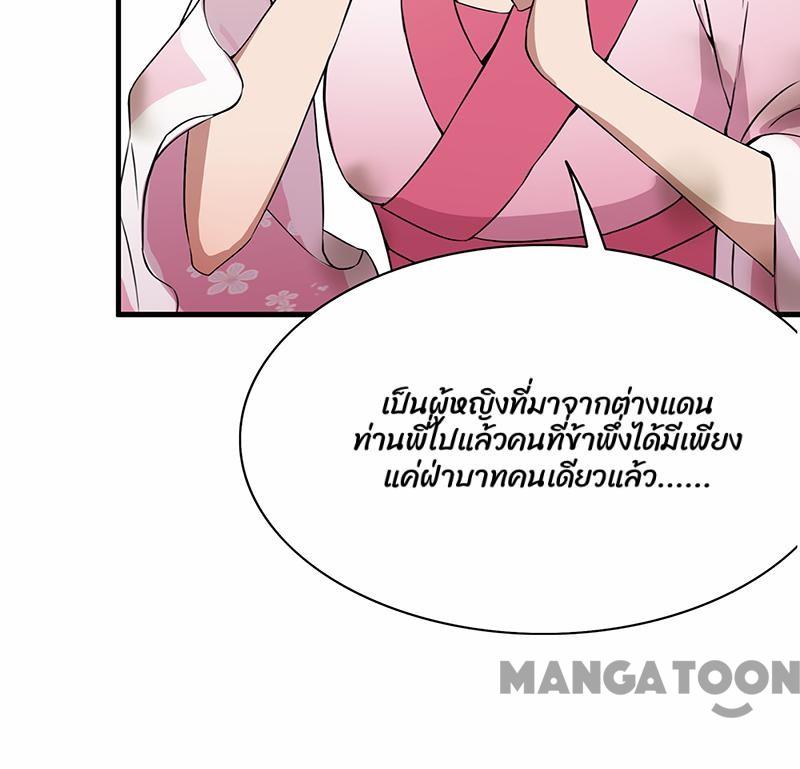 เป็นผู้หญิงที่มาจากต่างแดน
ท่านพี่ไปแล้วคนที่ข้าพึ่งได้มีเพียง
แค่ฝ่าบาทคนเดียวแล้ว......
MANGATOON